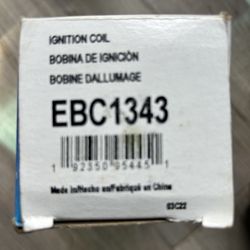 IGNITION COIL
BOBINA DE IGNICIÓN
BOBINE DALLUMAGE
EBC1343
1 92350 95445 1
Made in/Hecho en/Fabriqué en China
03C22